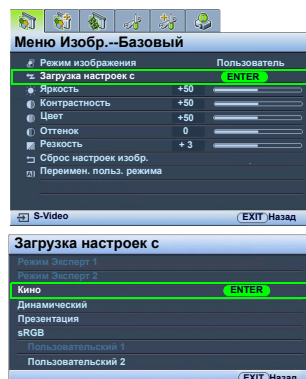 Меню Изобр.--Базовый
Режим изображения Пользователь
Загрузка настроек с ENTER
Яркость +50
Контрастность +50
Цвет +50
Оттенок 0
Резкость + 3
Сброс настроек изобр.
Переимен. польз. режима
S-Video EXIT Назад
Загрузка настроек с
Режим Эксперт 1
Режим Эксперт 2
Кино ENTER
Динамический
Презентация
sRGB
Пользовательский 1
Пользовательский 2
EXIT Назад